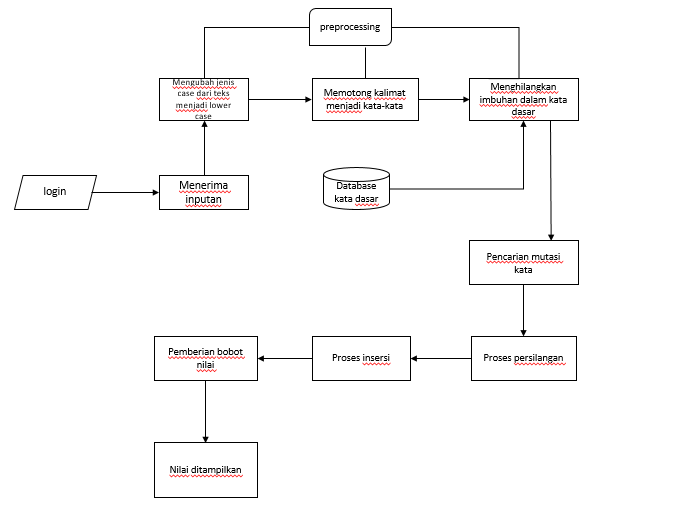 preprocessing
Mengubah jenis
case dari teks
menjadi lower
case
Memotong kalimat
menjadi kata-kata
Menghilangkan
imbuhan dalam kata
dasar
login
Menerima
inputan
Database
kata dasar
Pencarian mutasi
kata
Pemberian bobot
nilai
Proses insersi
Proses persilangan
Nilai ditampilkan